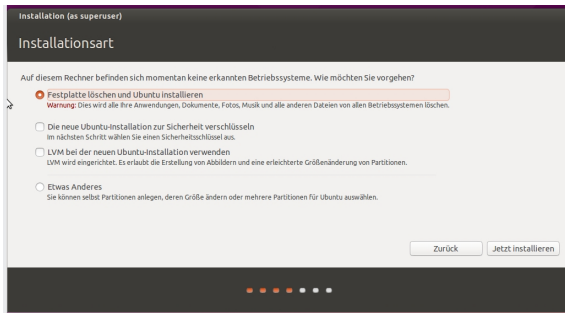 Installation (as superuser)
Installationsart
Auf diesem Rechner befinden sich momentan keine erkannten Betriebssysteme. Wie möchten Sie vorgehen?
Festplatte löschen und Ubuntu installieren
Warnung: Dies wird alle Ihre Anwendungen, Dokumente, Fotos, Musik und alle anderen Dateien von allen Betriebssystemen löschen.
Die neue Ubuntu-Installation zur Sicherheit verschlüsseln
Im nächsten Schritt wählen Sie einen Sicherheitsschlüssel aus.
LVM bei der neuen Ubuntu-Installation verwenden
LVM wird eingerichtet. Es erlaubt die Erstellung von Abbildern und eine erleichterte Größenänderung von Partitionen.
Etwas Anderes
Sie können selbst Partitionen anlegen, deren Größe ändern oder mehrere Partitionen für Ubuntu auswählen.
Zurück Jetzt installieren